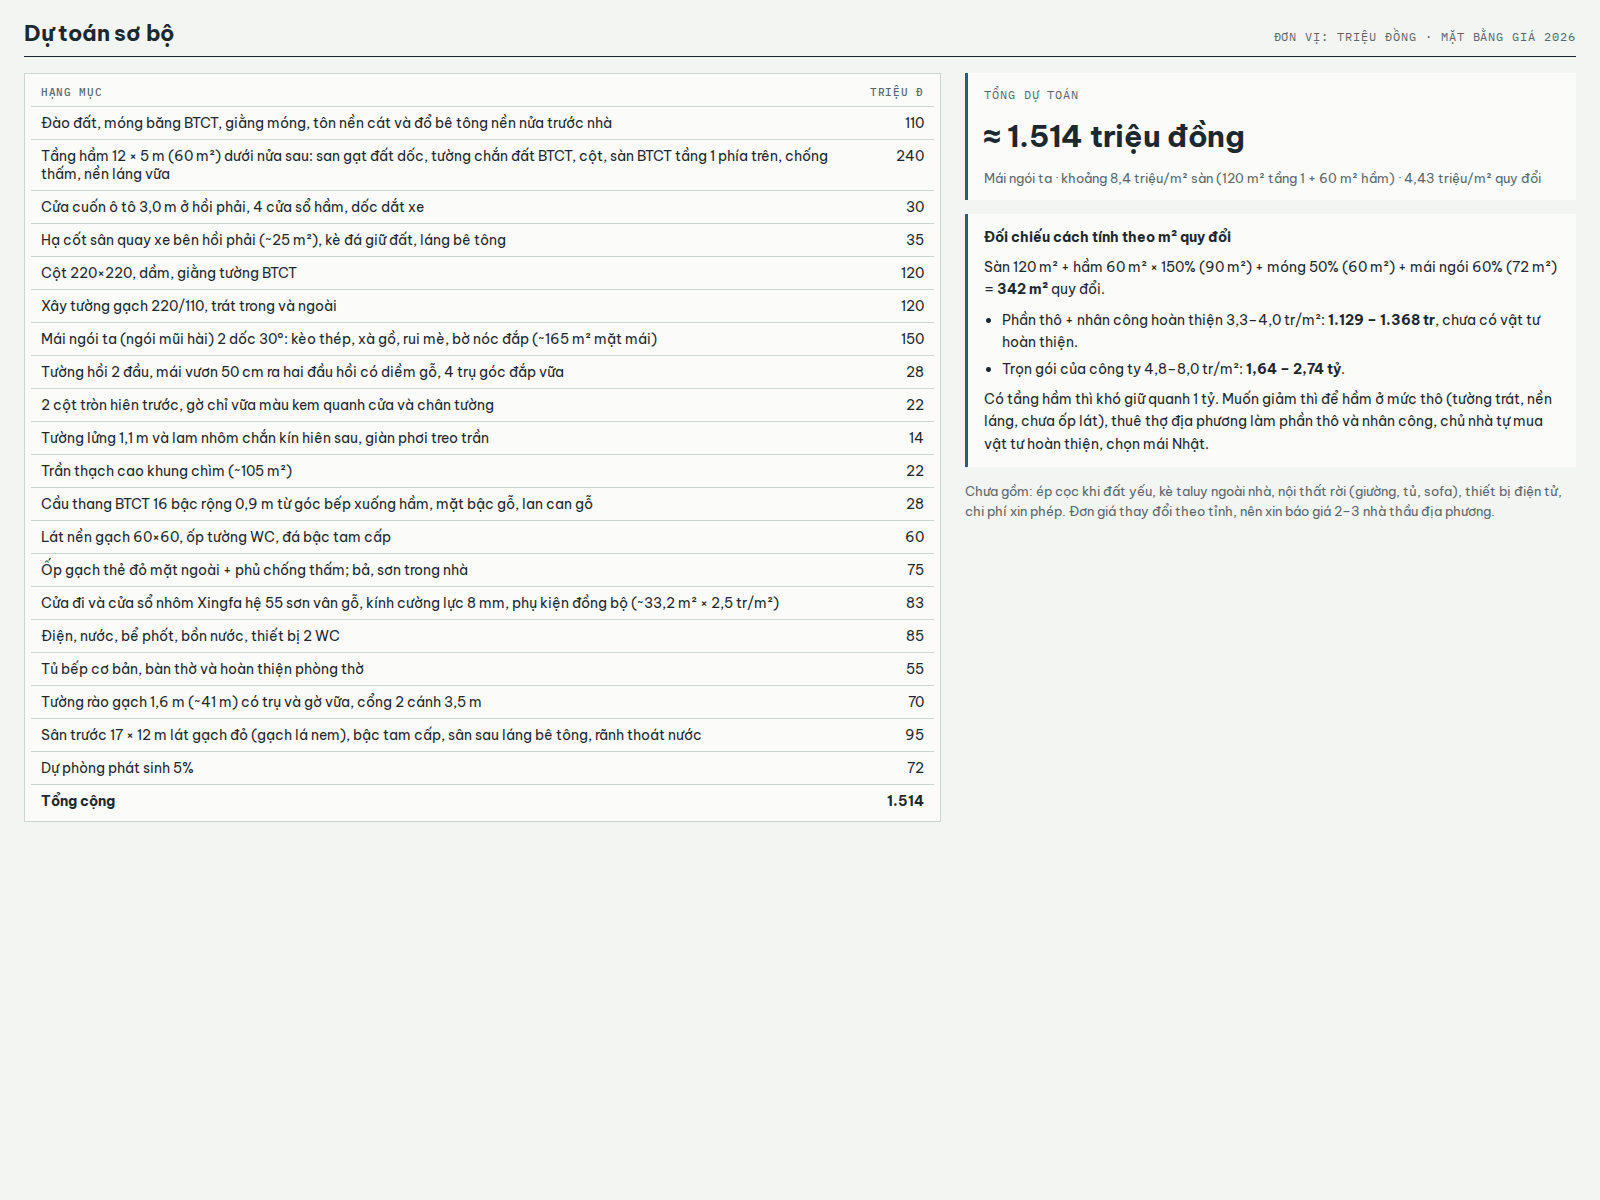 Dự toán sơ bộ
ĐƠN VỊ: TRIỆU ĐỒNG · MẶT BẰNG GIÁ 2026
HẠNG MỤC TRIỆU Đ
Đào đất, móng băng BTCT, giằng móng, tôn nền cát và đổ bê tông nền nửa trước nhà 110
Tầng hầm 12 × 5 m (60 m²) dưới nửa sau: san gạt đất dốc, tường chắn đất BTCT, cột, sàn BTCT tầng 1 phía trên, chống 240
thấm, nền láng vữa
Cửa cuốn ô tô 3,0 m ở hồi phải, 4 cửa sổ hầm, dốc dắt xe 30
Hạ cốt sân quay xe bên hồi phải (~25 m²), kè đá giữ đất, láng bê tông 35
Cột 220×220, dầm, giằng tường BTCT 120
Xây tường gạch 220/110, trát trong và ngoài 120
Mái ngói ta (ngói mũi hài) 2 dốc 30°: kèo thép, xà gồ, rui mè, bờ nóc đắp (~165 m² mặt mái) 150
Tường hồi 2 đầu, mái vươn 50 cm ra hai đầu hồi có diềm gỗ, 4 trụ góc đắp vữa 28
2 cột tròn hiên trước, gờ chỉ vữa màu kem quanh cửa và chân tường 22
Tường lửng 1,1 m và lam nhôm chắn kín hiên sau, giàn phơi treo trần 14
Trần thạch cao khung chìm (~105 m²) 22
Cầu thang BTCT 16 bậc rộng 0,9 m từ góc bếp xuống hầm, mặt bậc gỗ, lan can gỗ 28
Lát nền gạch 60×60, ốp tường WC, đá bậc tam cấp 60
Ốp gạch thẻ đỏ mặt ngoài + phủ chống thấm; bả, sơn trong nhà 75
Cửa đi và cửa sổ nhôm Xingfa hệ 55 sơn vân gỗ, kính cường lực 8 mm, phụ kiện đồng bộ (~33,2 m² × 2,5 tr/m²) 83
Điện, nước, bể phốt, bồn nước, thiết bị 2 WC 85
Tủ bếp cơ bản, bàn thờ và hoàn thiện phòng thờ 55
Tường rào gạch 1,6 m (~41 m) có trụ và gờ vữa, cổng 2 cánh 3,5 m 70
Sân trước 17 × 12 m lát gạch đỏ (gạch lá nem), bậc tam cấp, sân sau láng bê tông, rãnh thoát nước 95
Dự phòng phát sinh 5% 72
Tổng cộng 1.514
TỔNG DỰ TOÁN
≈ 1.514 triệu đồng
Mái ngói ta · khoảng 8,4 triệu/m² sàn (120 m² tầng 1 + 60 m² hầm) · 4,43 triệu/m² quy đổi
Đối chiếu cách tính theo m² quy đổi
Sàn 120 m² + hầm 60 m² × 150% (90 m²) + móng 50% (60 m²) + mái ngói 60% (72 m²)
= 342 m² quy đổi.
• Phần thô + nhân công hoàn thiện 3,3–4,0 tr/m²: 1.129 – 1.368 tr, chưa có vật tư
hoàn thiện.
• Trọn gói của công ty 4,8–8,0 tr/m²: 1,64 – 2,74 tỷ.
Có tầng hầm thì khó giữ quanh 1 tỷ. Muốn giảm thì để hầm ở mức thô (tường trát, nền
láng, chưa ốp lát), thuê thợ địa phương làm phần thô và nhân công, chủ nhà tự mua
vật tư hoàn thiện, chọn mái Nhật.
Chưa gồm: ép cọc khi đất yếu, kè taluy ngoài nhà, nội thất rời (giường, tủ, sofa), thiết bị điện tử,
chi phí xin phép. Đơn giá thay đổi theo tỉnh, nên xin báo giá 2–3 nhà thầu địa phương.